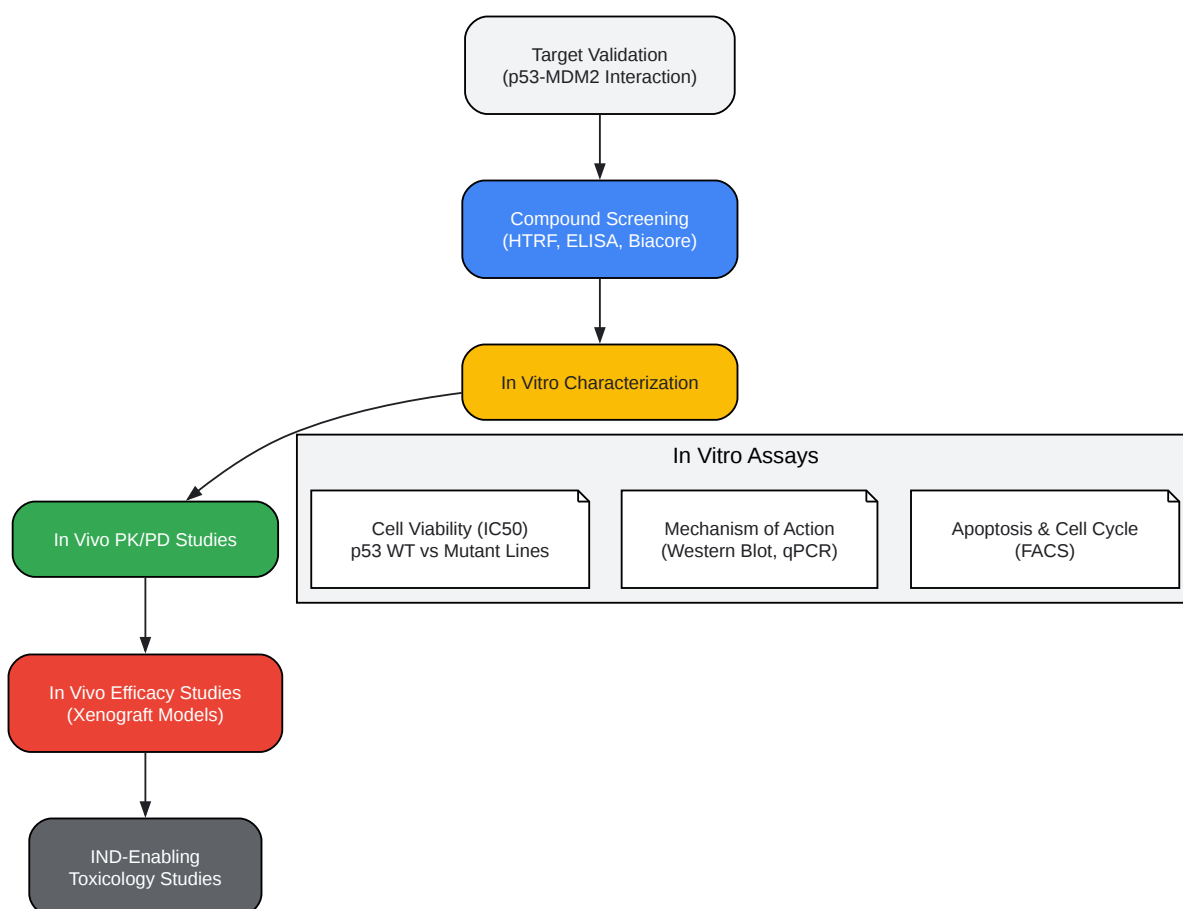 Target Validation
(p53-MDM2 Interaction)
Compound Screening
(HTRF, ELISA, Biacore)
In Vitro Characterization
In Vitro Assays
Cell Viability (IC50)
p53 WT vs Mutant Lines
Mechanism of Action
(Western Blot, qPCR)
Apoptosis & Cell Cycle
(FACS)
In Vivo PK/PD Studies
In Vivo Efficacy Studies
(Xenograft Models)
IND-Enabling
Toxicology Studies